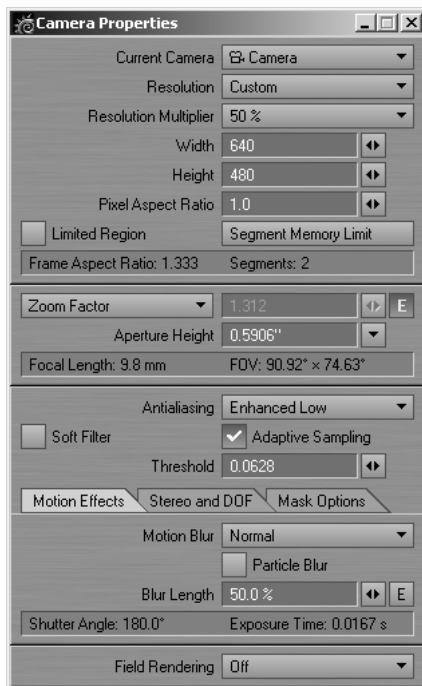 Camera Properties
Current Camera Camera
Resolution Custom
Resolution Multiplier 50 %
Width 640
Height 480
Pixel Aspect Ratio 1.0
Limited Region Segment Memory Limit
Frame Aspect Ratio: 1.333 Segments: 2
Zoom Factor 1.312 E
Aperture Height 0.5906"
Focal Length: 9.8 mm FOV: 90.92° × 74.63°
Antialiasing Enhanced Low
Soft Filter Adaptive Sampling
Threshold 0.0628
Motion Effects Stereo and DOF Mask Options
Motion Blur Normal
Particle Blur
Blur Length 50.0 % E
Shutter Angle: 180.0° Exposure Time: 0.0167 s
Field Rendering Off